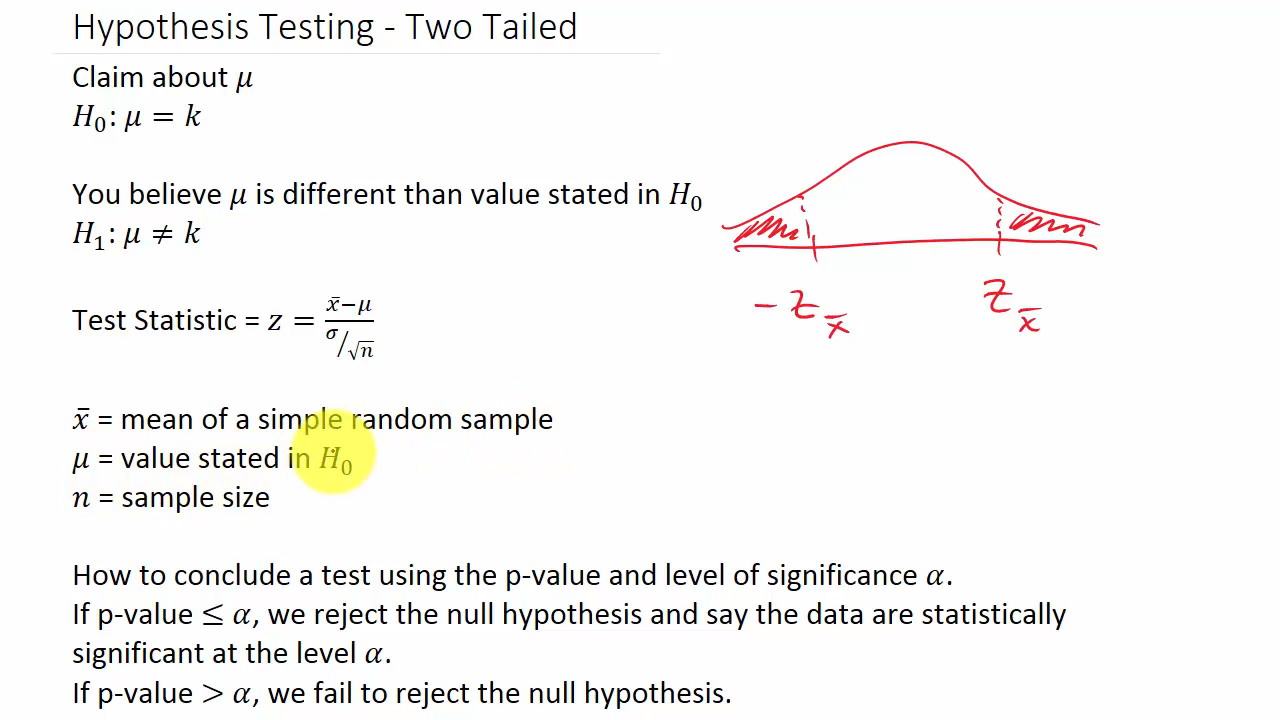 Hypothesis Testing - Two Tailed
Claim about μ
H₀: μ = k
You believe μ is different than value stated in H₀
H₁: μ ≠ k
−z_x̄ z_x̄
Test Statistic = z = (x̄−μ)/(σ/√n)
x̄ = mean of a simple random sample
μ = value stated in H₀
n = sample size
How to conclude a test using the p-value and level of significance α.
If p-value ≤ α, we reject the null hypothesis and say the data are statistically
significant at the level α.
If p-value > α, we fail to reject the null hypothesis.